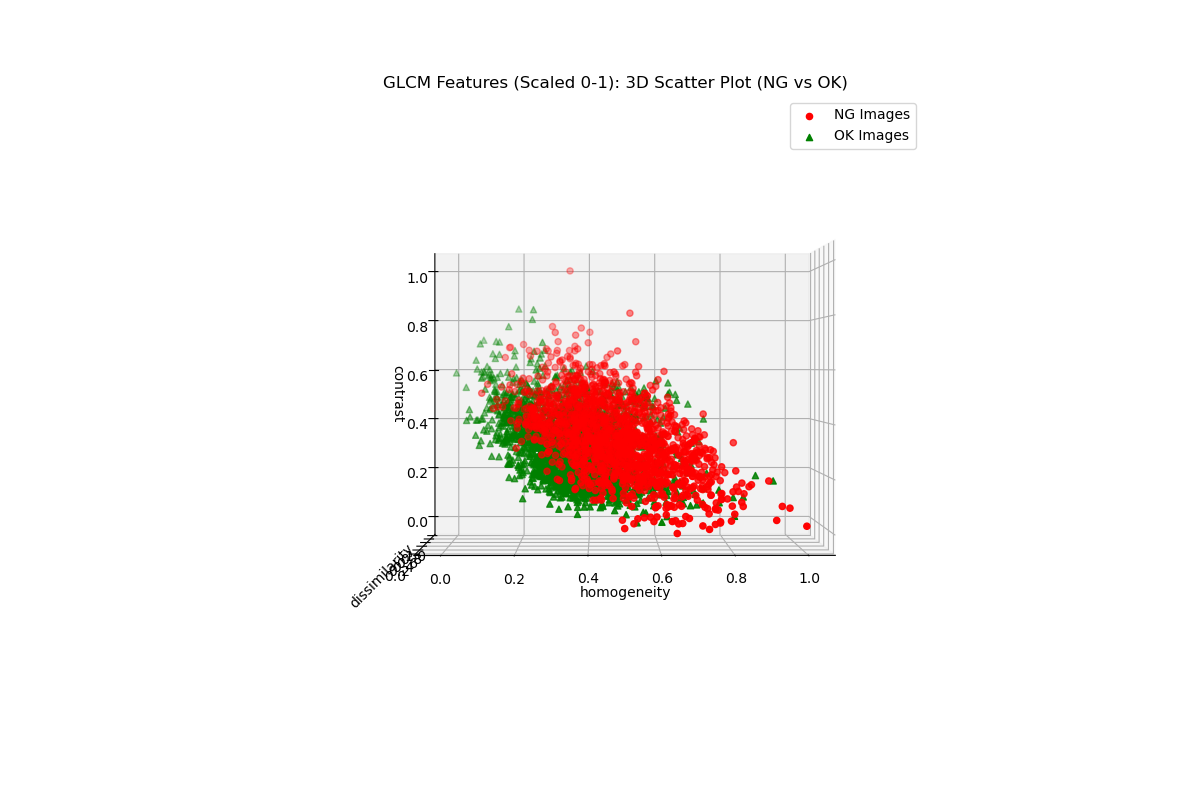 GLCM Features (Scaled 0-1): 3D Scatter Plot (NG vs OK)
NG Images
OK Images
1.0
0.8
0.6
0.4
0.2
0.0
contrast
dissimilarity
0.0
0.0
0.2
0.4
0.6
0.8
1.0
homogeneity